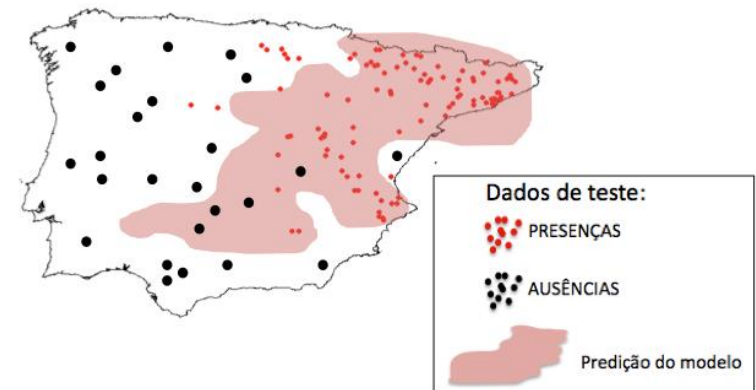 Dados de teste:
PRESENÇAS
AUSÊNCIAS
Predição do modelo